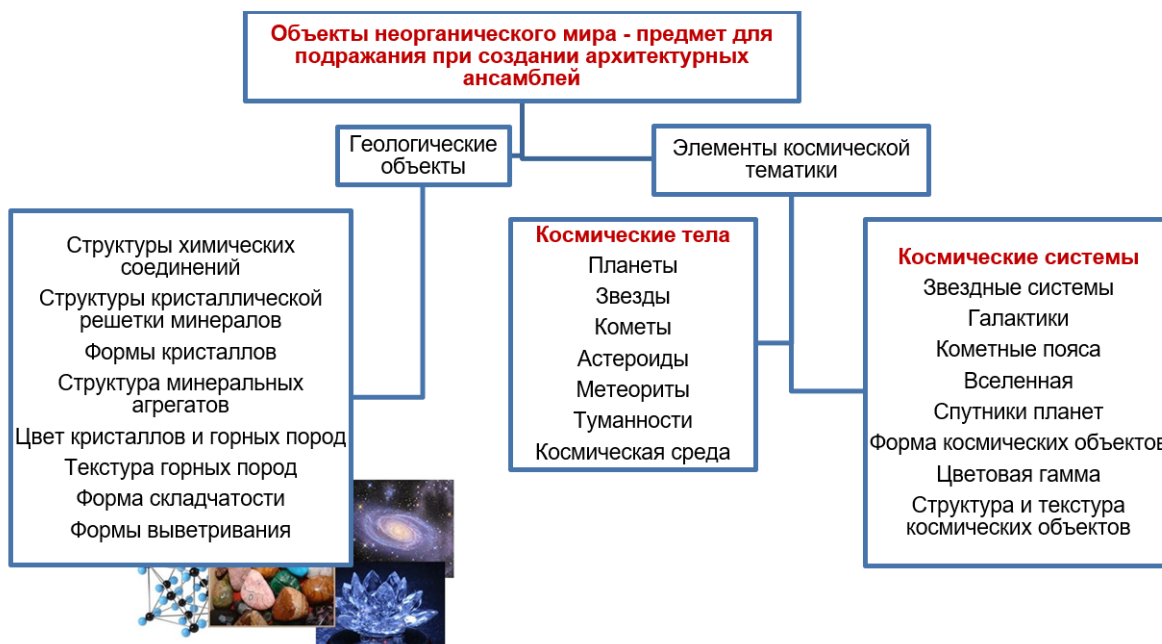 Объекты неорганического мира - предмет для
подражания при создании архитектурных
ансамблей
Геологические
объекты
Элементы космической
тематики
Структуры химических
соединений
Структуры кристаллической
решетки минералов
Формы кристаллов
Структура минеральных
агрегатов
Цвет кристаллов и горных пород
Текстура горных пород
Форма складчатости
Формы выветривания
Космические тела
Планеты
Звезды
Кометы
Астероиды
Метеориты
Туманности
Космическая среда
Космические системы
Звездные системы
Галактики
Кометные пояса
Вселенная
Спутники планет
Форма космических объектов
Цветовая гамма
Структура и текстура
космических объектов